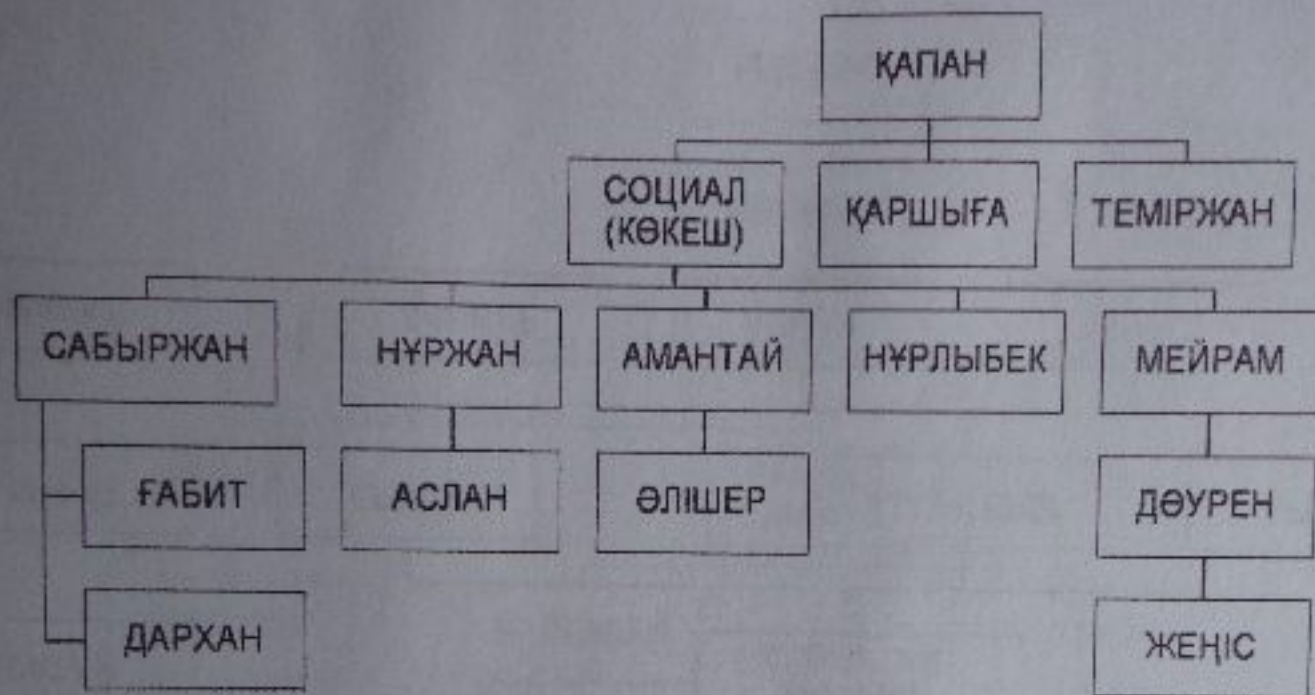 ҚАПАН
СОЦИАЛ
(КӨКЕШ)
ҚАРШЫҒА
ТЕМІРЖАН
САБЫРЖАН
НҰРЖАН
АМАНТАЙ
НҰРЛЫБЕК
МЕЙРАМ
ҒАБИТ
АСЛАН
ӘЛІШЕР
ДӘУРЕН
ДАРХАН
ЖЕҢІС